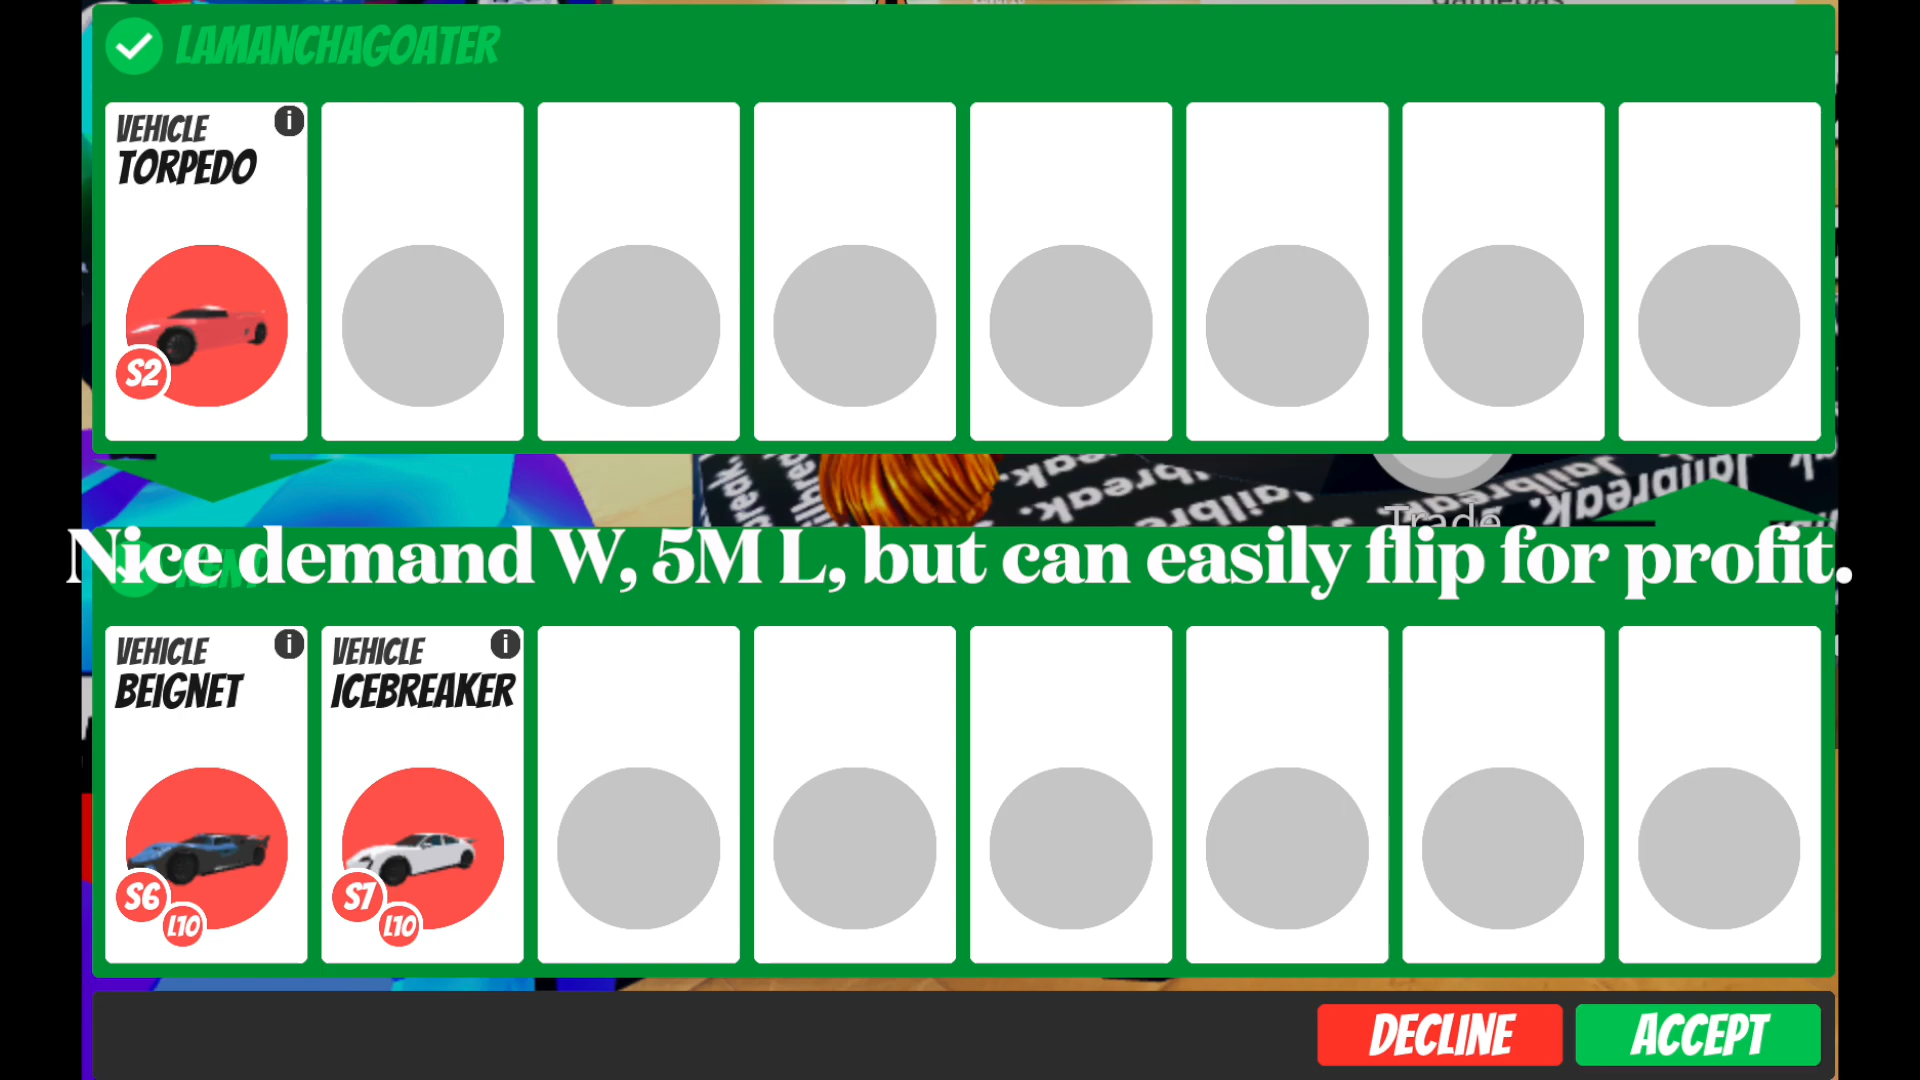 LAMANCHAGOATER
VEHICLE
TORPEDO
i
S2
Trade
Nice demand W, 5M L, but can easily flip for profit.
VEHICLE
BEIGNET
i
S6
L10
VEHICLE
ICEBREAKER
i
S7
L10
DECLINE
ACCEPT